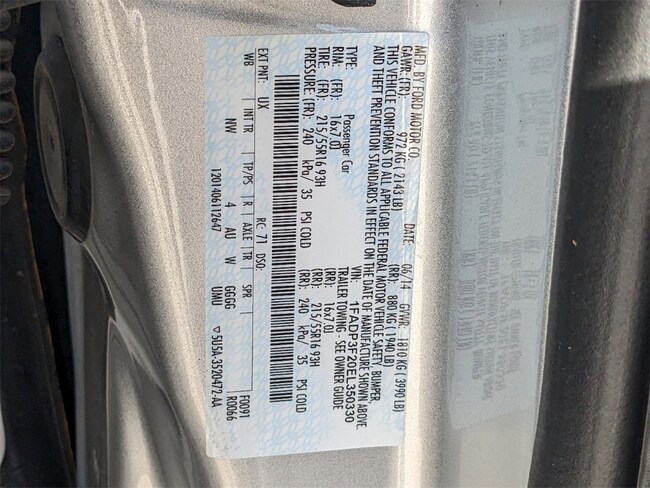 MFD. BY FORD MOTOR CO.
DATE: 06/14 GVWR: 1810 KG ( 3990 LB)
GAWR: (FR) 972 KG ( 2143 LB) (RR) 880 KG ( 1940 LB)
THIS VEHICLE CONFORMS TO ALL APPLICABLE FEDERAL MOTOR VEHICLE SAFETY, BUMPER,
AND THEFT PREVENTION STANDARDS IN EFFECT ON THE DATE OF MANUFACTURE SHOWN ABOVE.
VIN: 1FADP3F20EL350330
TYPE: Passenger Car TRAILER TOWING - SEE OWNER GUIDE
RIM: (FR): 16x7.0J (RR): 16x7.0J
TIRE: (FR): 215/55R16 93H (RR): 215/55R16 93H
PRESSURE: (FR): 240 kPa/ 35 PSI COLD (RR): 240 kPa/ 35 PSI COLD
EXT PNT: UX RC: 71 DSO: F0091
R0066
WB INT TR TP/PS R AXLE TR SPR
NW 4 AU W GGGG UMU
1201406112647 ▽ 5U5A-3520472-AA